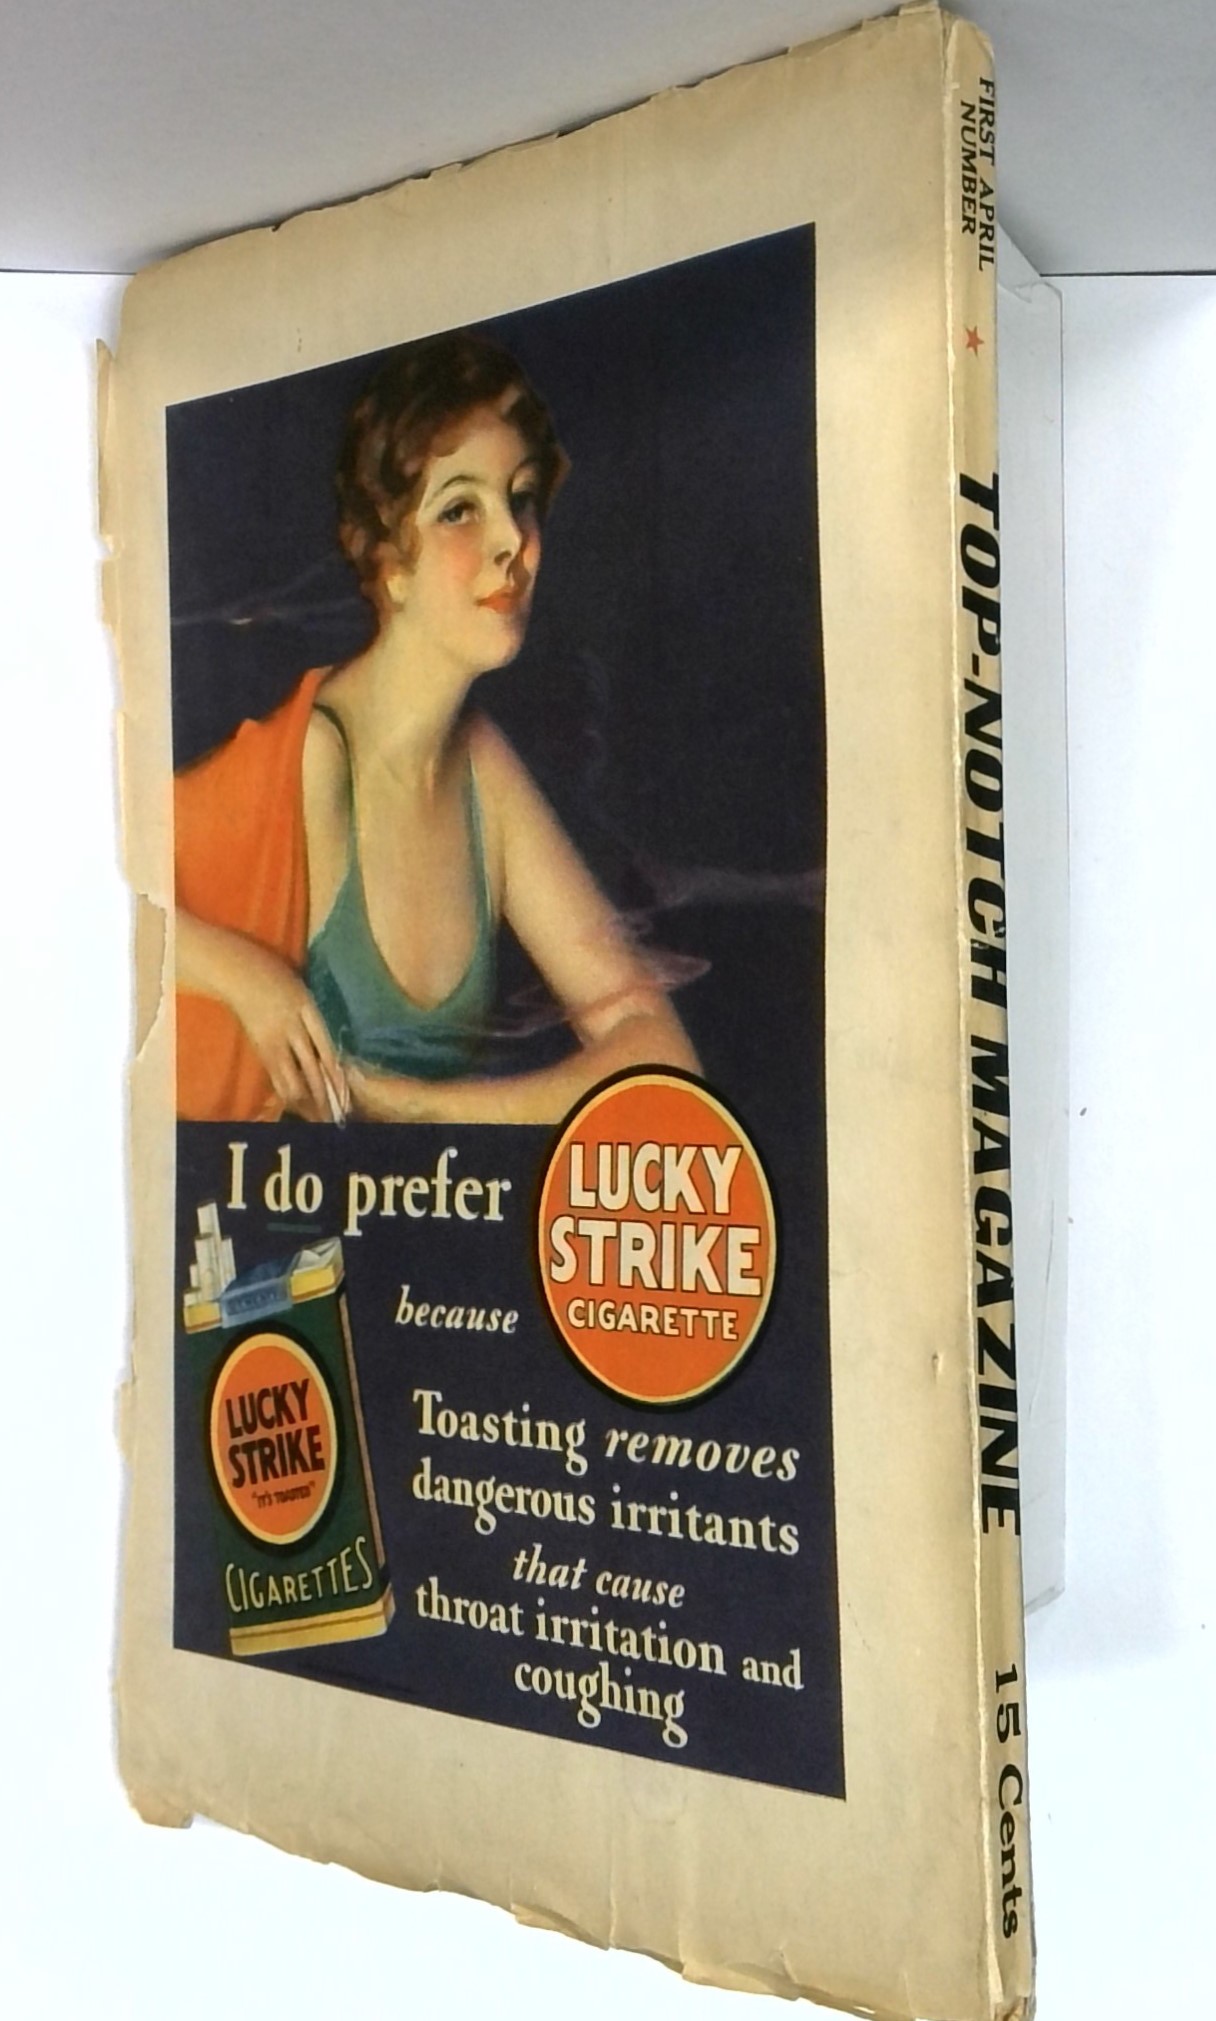 I do prefer
LUCKY
STRIKE
CIGARETTE
because
Toasting removes
dangerous irritants
that cause
throat irritation and
coughing
LUCKY
STRIKE
"IT'S TOASTED"
CIGARETTES
FIRST APRIL
NUMBER
TOP-NOTCH MAGAZINE
15 Cents